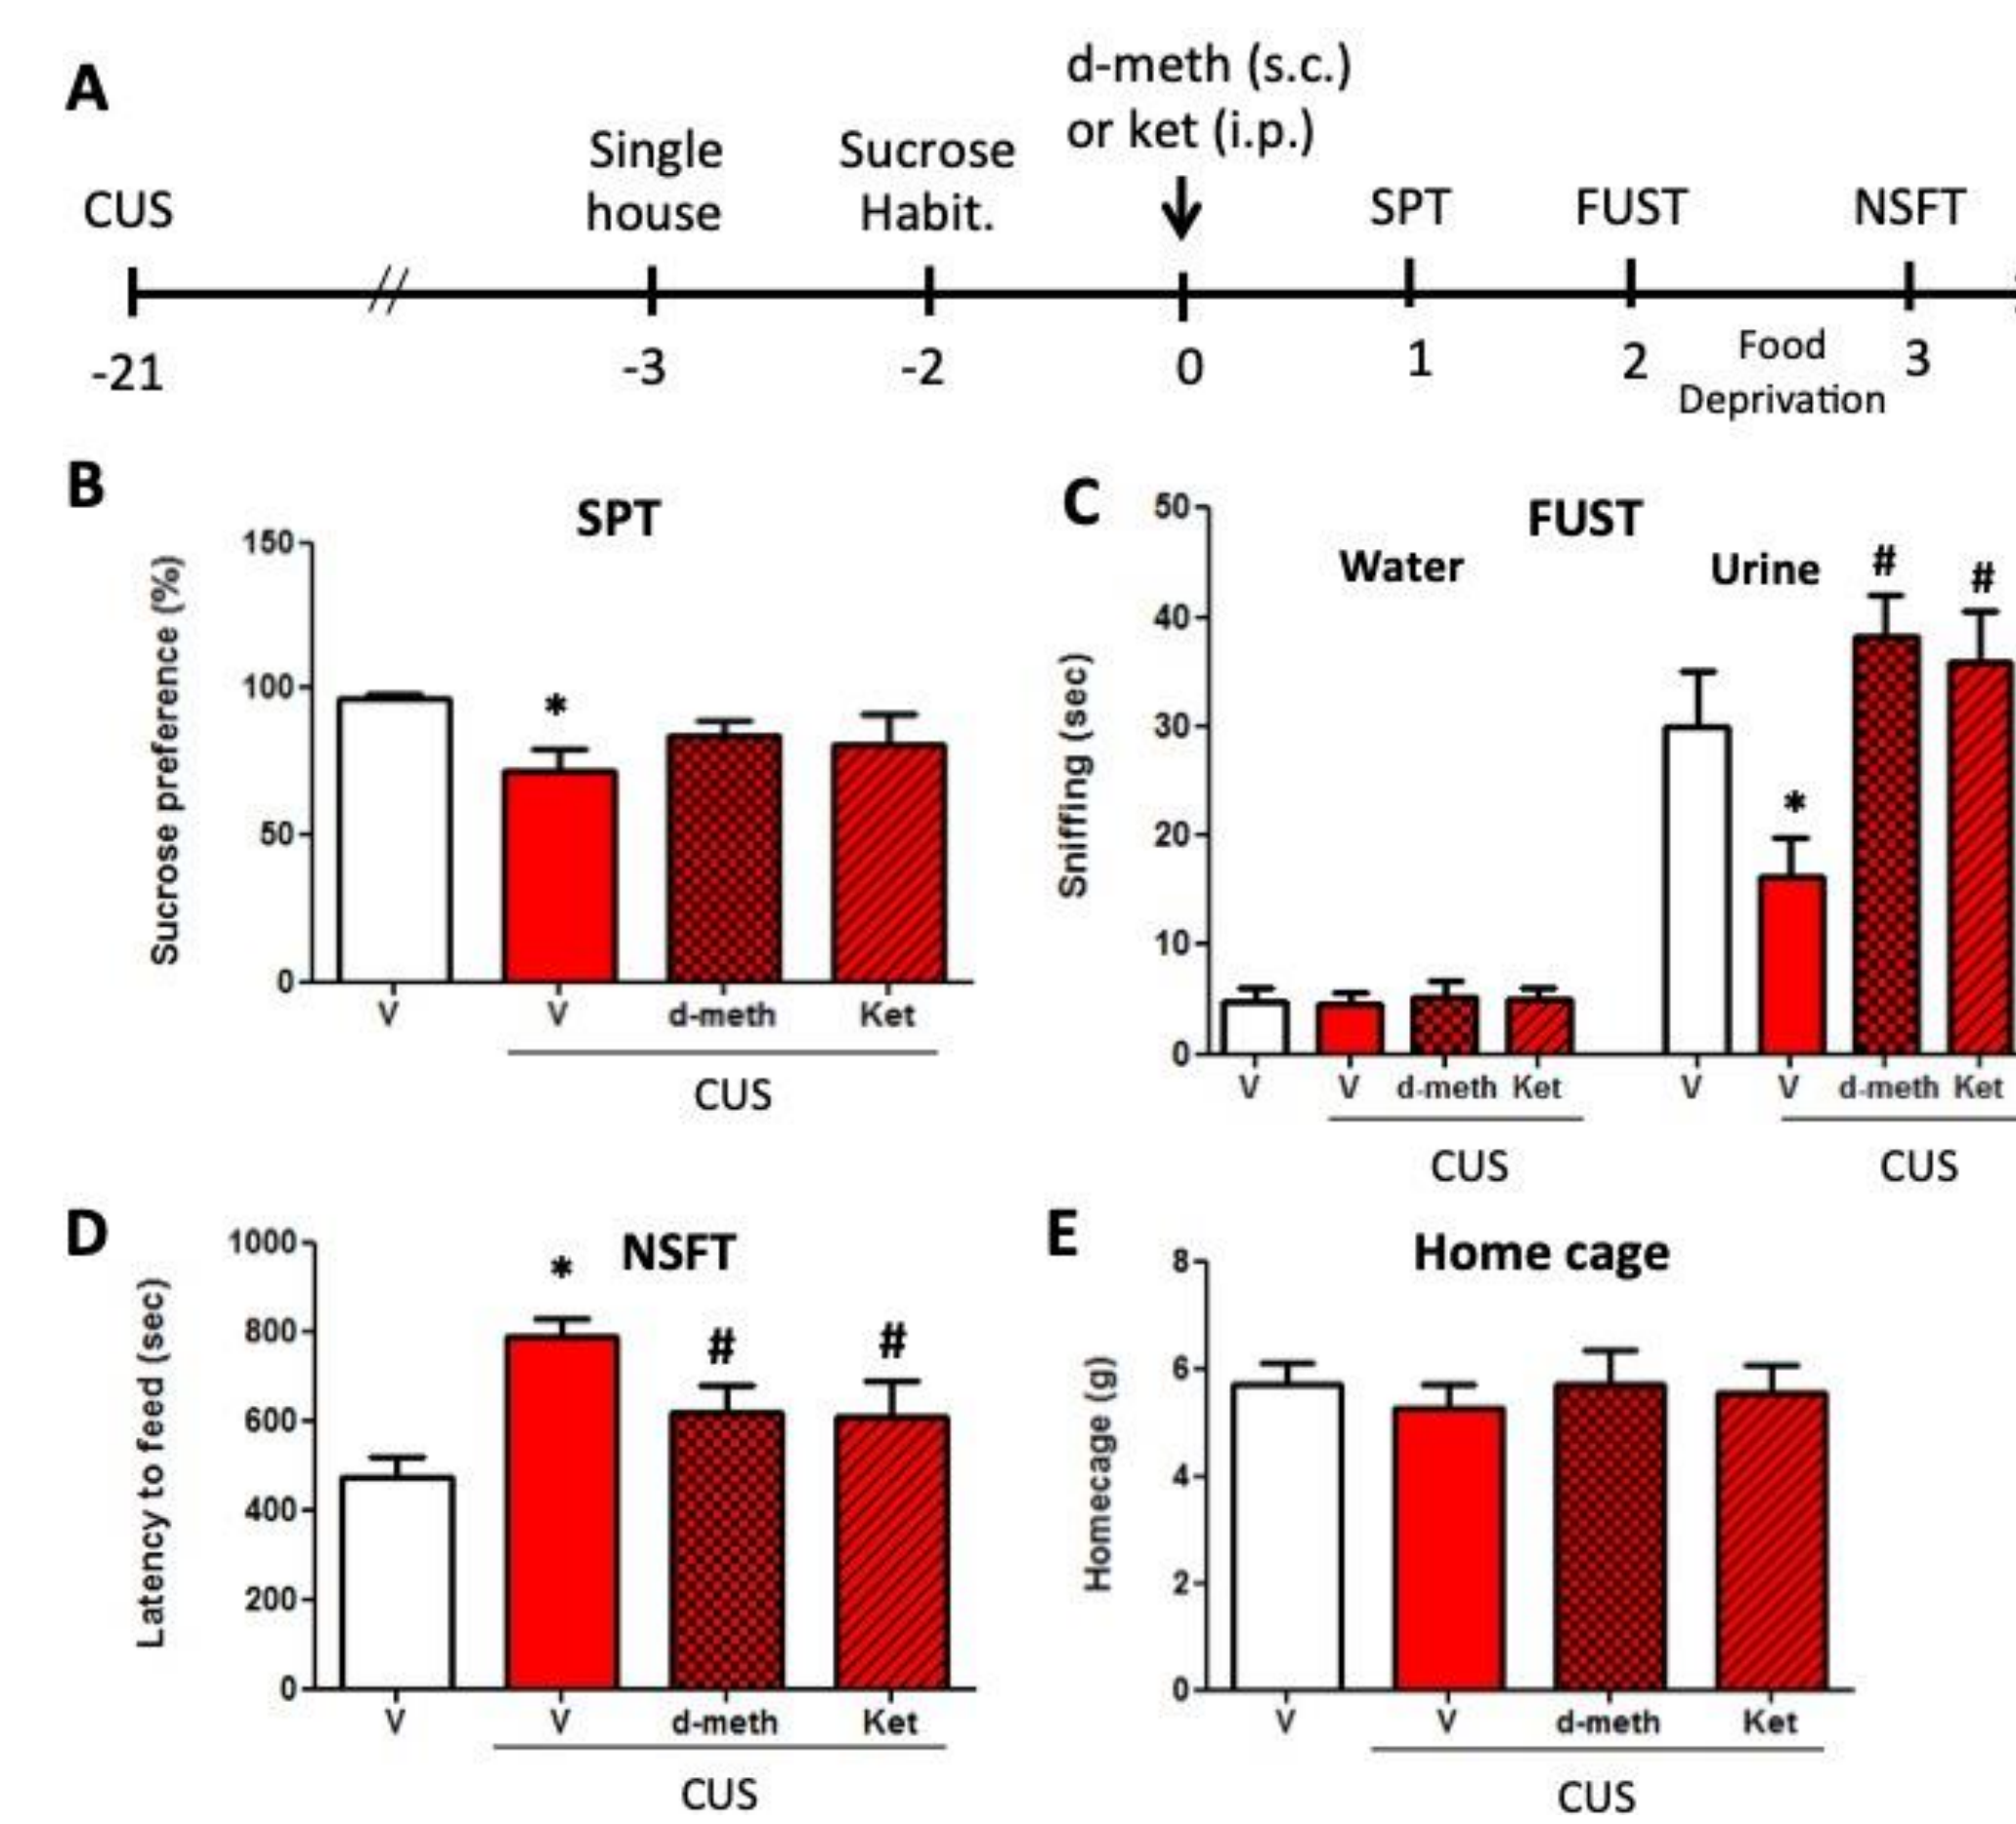 A
d-meth (s.c.)
or ket (i.p.)
CUS
Single
house
Sucrose
Habit.
SPT
FUST
NSFT
-21
-3
-2
0
1
2
Food
Deprivation
3
B
SPT
Sucrose preference (%)
150
100
50
0
*
V
V
d-meth
Ket
CUS
C
FUST
Water
Urine
Sniffing (sec)
50
40
30
20
10
0
*
#
#
V
V
d-meth
Ket
V
V
d-meth
Ket
CUS
CUS
D
NSFT
Latency to feed (sec)
1000
800
600
400
200
0
*
#
#
V
V
d-meth
Ket
CUS
E
Home cage
Homecage (g)
8
6
4
2
0
V
V
d-meth
Ket
CUS